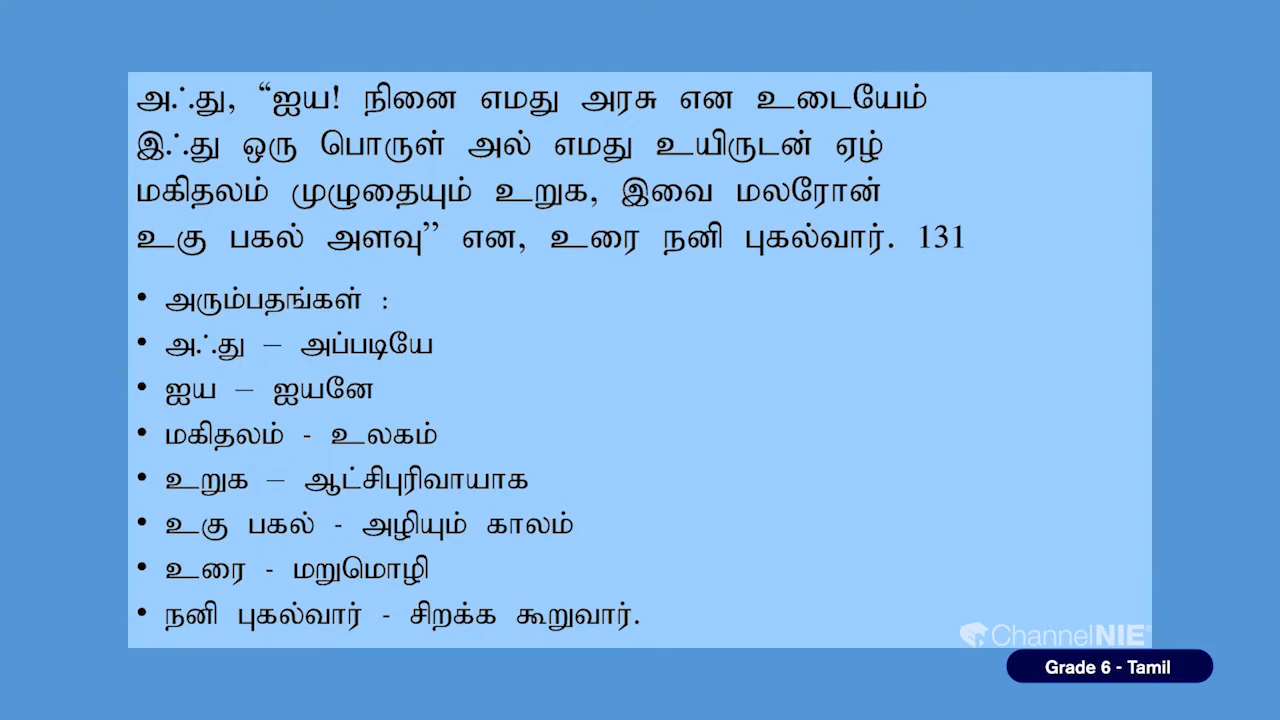 அஃது, “ஐய! நினை எமது அரசு என உடையேம்
இஃது ஒரு பொருள் அல் எமது உயிருடன் ஏழ்
மகிதலம் முழுதையும் உறுக, இவை மலரோன்
உகு பகல் அளவு” என, உரை நனி புகல்வார். 131
• அரும்பதங்கள் :
• அஃது – அப்படியே
• ஐய – ஐயனே
• மகிதலம் - உலகம்
• உறுக – ஆட்சிபுரிவாயாக
• உகு பகல் - அழியும் காலம்
• உரை - மறுமொழி
• நனி புகல்வார் - சிறக்க கூறுவார்.
ChannelNIE
Grade 6 - Tamil